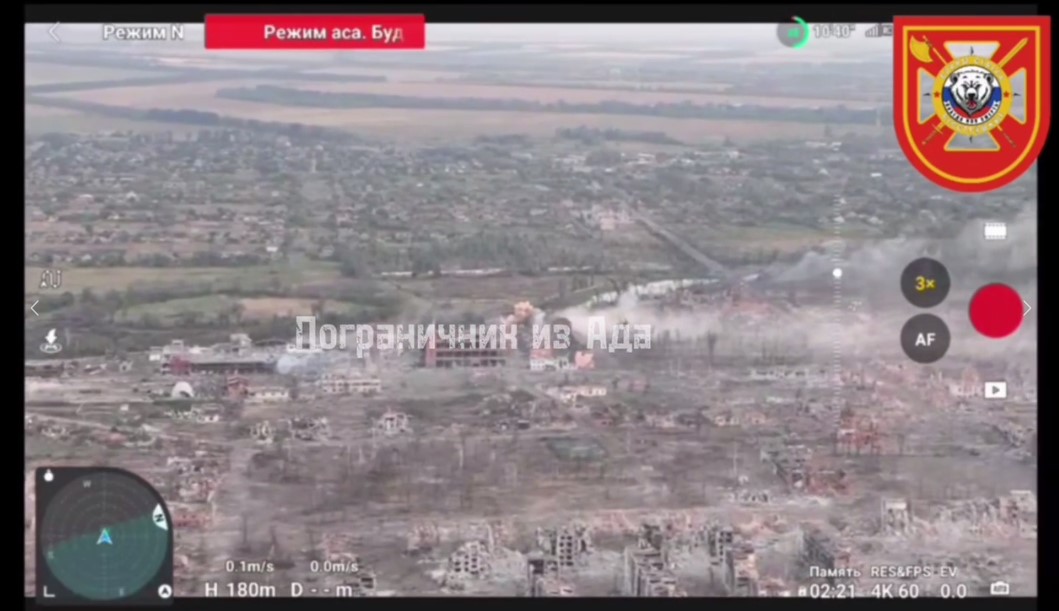 Режим N
Режим аса. Буд
3×
AF
Пограничник из Ада
W
N
0.1m/s
0.0m/s
H 180m D - - m
Память RES&FPS EV
02:21 4K 60 0.0